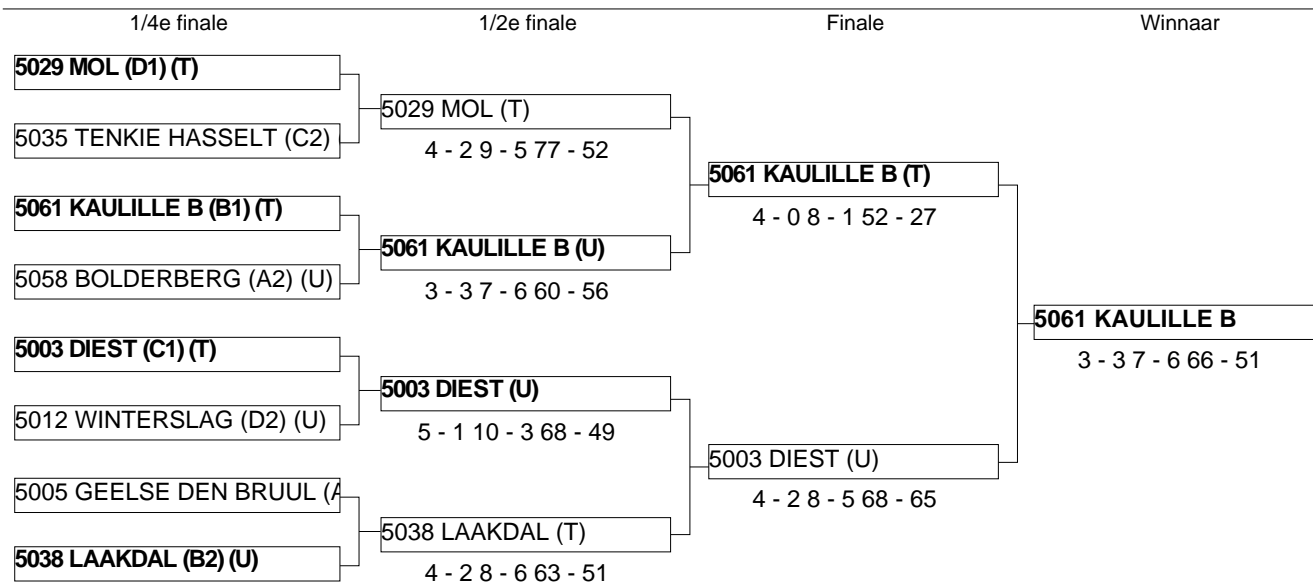 1/4e finale 1/2e finale Finale Winnaar
5029 MOL (D1) (T)
5035 TENKIE HASSELT (C2)
5061 KAULILLE B (B1) (T)
5058 BOLDERBERG (A2) (U)
5003 DIEST (C1) (T)
5012 WINTERSLAG (D2) (U)
5005 GEELSE DEN BRUUL
5038 LAAKDAL (B2) (U)
5029 MOL (T)
4 - 2 9 - 5 77 - 52
5061 KAULILLE B (U)
3 - 3 7 - 6 60 - 56
5003 DIEST (U)
5 - 1 10 - 3 68 - 49
5038 LAAKDAL (T)
4 - 2 8 - 6 63 - 51
5061 KAULILLE B (T)
4 - 0 8 - 1 52 - 27
5003 DIEST (U)
4 - 2 8 - 5 68 - 65
5061 KAULILLE B
3 - 3 7 - 6 66 - 51